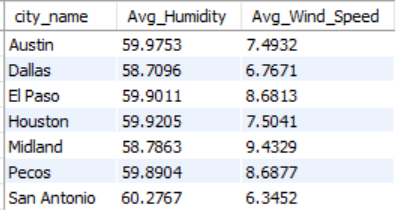 city_name Avg_Humidity Avg_Wind_Speed
Austin 59.9753 7.4932
Dallas 58.7096 6.7671
El Paso 59.9011 8.6813
Houston 59.9205 7.5041
Midland 58.7863 9.4329
Pecos 59.8904 8.6877
San Antonio 60.2767 6.3452